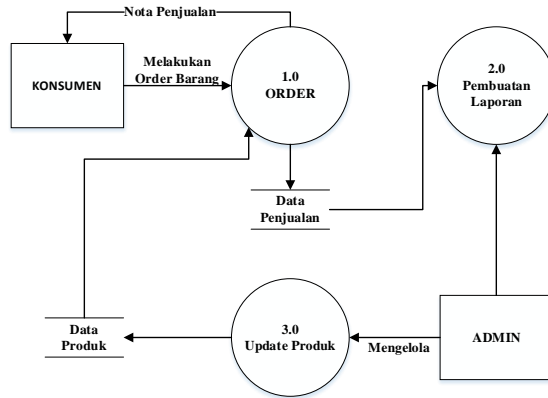 Nota Penjualan
KONSUMEN
Melakukan
Order Barang
1.0
ORDER
2.0
Pembuatan
Laporan
Data
Penjualan
Data
Produk
3.0
Update Produk
Mengelola
ADMIN